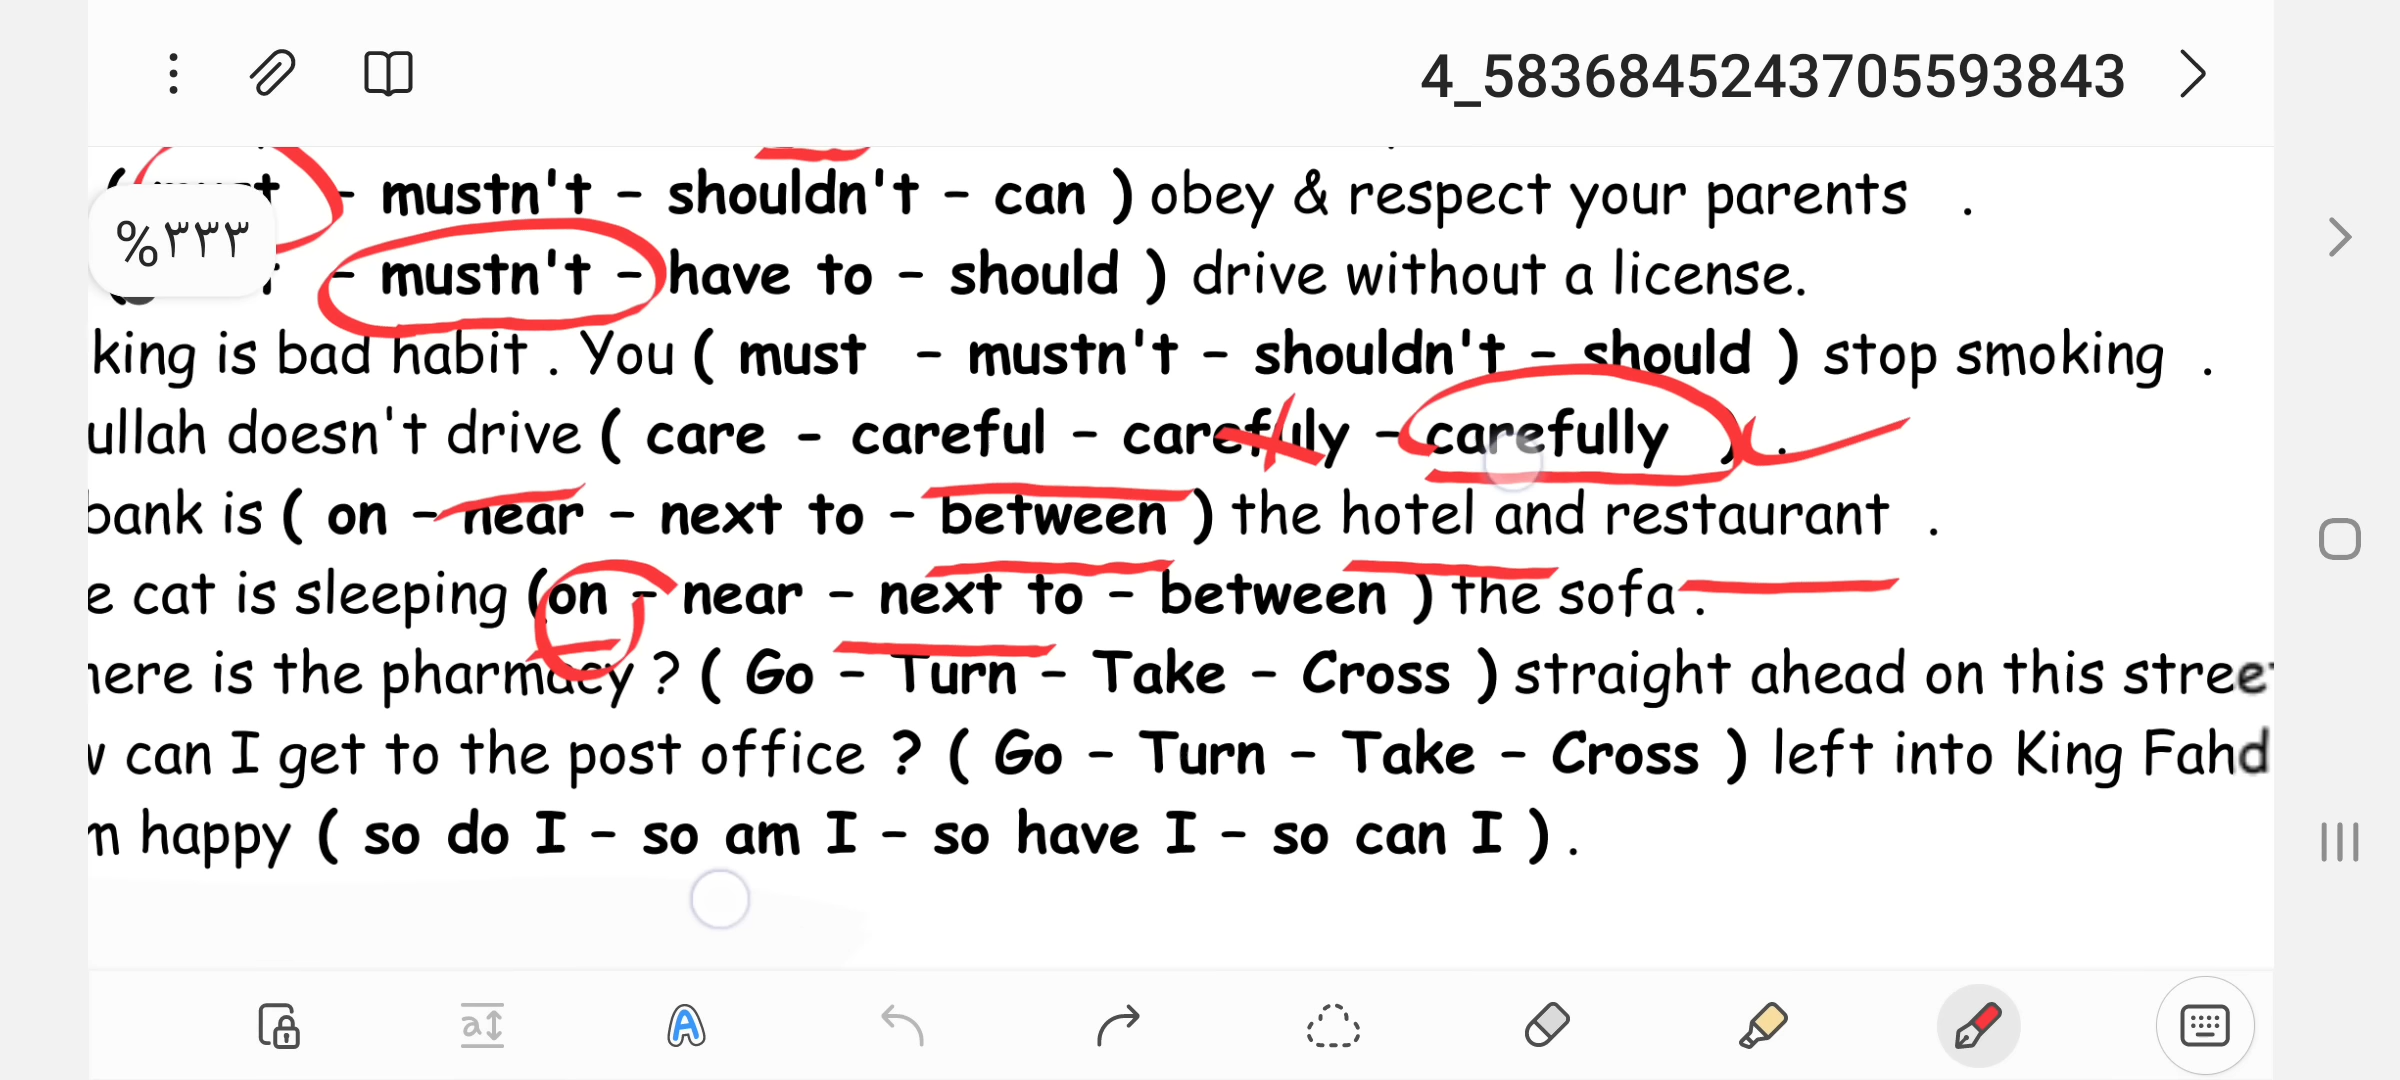 4_5836845243705593843
%٣٣٣
- mustn't - shouldn't - can ) obey & respect your parents .
- mustn't - have to - should ) drive without a license.
king is bad habit . You ( must - mustn't - shouldn't - should ) stop smoking .
ullah doesn't drive ( care - careful - carefuly - carefully ) .
bank is ( on - near - next to - between ) the hotel and restaurant .
e cat is sleeping (on - near - next to - between ) the sofa .
here is the pharmacy ? ( Go - Turn - Take - Cross ) straight ahead on this street
w can I get to the post office ? ( Go - Turn - Take - Cross ) left into King Fahd
m happy ( so do I - so am I - so have I - so can I ) .